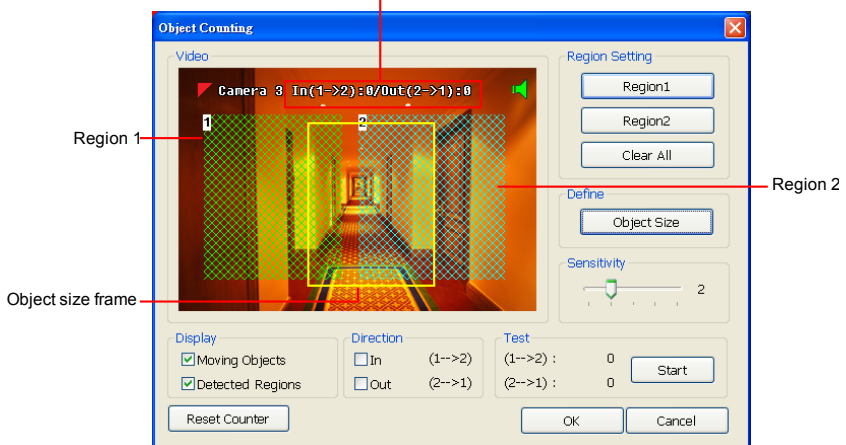 Object Counting
Video
Region Setting
Camera 3 In(1->2):0/Out(2->1):0
Region1
1
2
Region2
Region 1
Clear All
Region 2
Define
Object Size
Sensitivity
2
Object size frame
Display
Direction
Test
Moving Objects
In (1-->2)
(1-->2) : 0
Start
Detected Regions
Out (2-->1)
(2-->1) : 0
Reset Counter
OK
Cancel